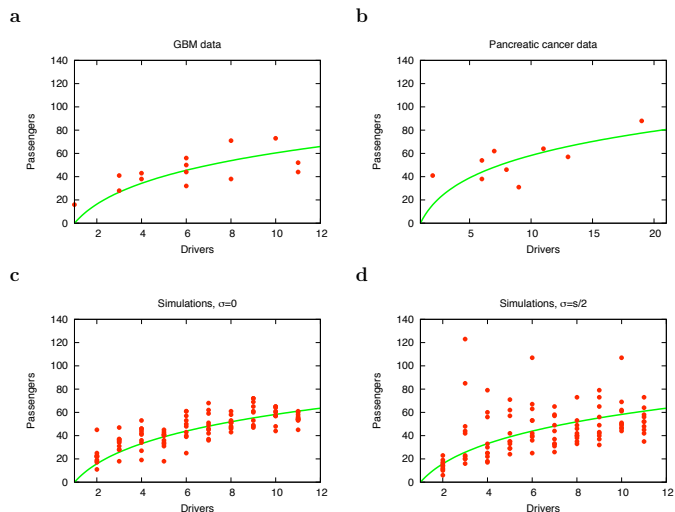 a
GBM data
140
120
100
80
60
40
20
0
Passengers
2 4 6 8 10 12
Drivers
b
Pancreatic cancer data
140
120
100
80
60
40
20
0
Passengers
5 10 15 20
Drivers
c
Simulations, σ=0
140
120
100
80
60
40
20
0
Passengers
2 4 6 8 10 12
Drivers
d
Simulations, σ=s/2
140
120
100
80
60
40
20
0
Passengers
2 4 6 8 10 12
Drivers